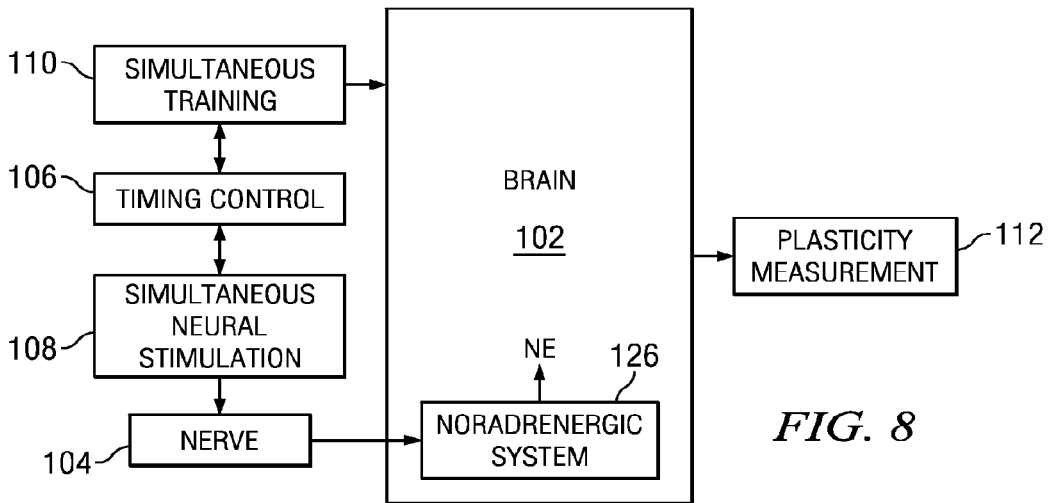 110
SIMULTANEOUS
TRAINING
106
TIMING CONTROL
108
SIMULTANEOUS
NEURAL
STIMULATION
104
NERVE
BRAIN
102
NE
126
NORADRENERGIC
SYSTEM
PLASTICITY
MEASUREMENT
112
FIG. 8